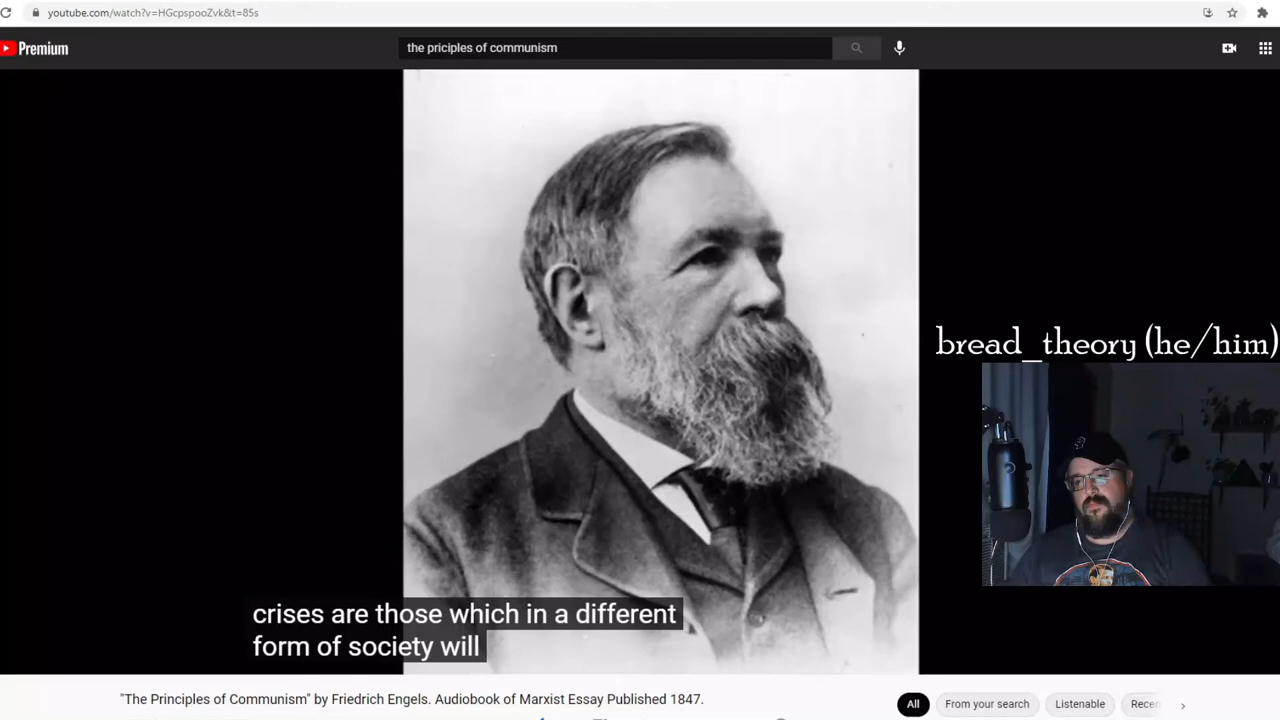 youtube.com/watch?v=HGcpspooZvk&t=85s
Premium
the priciples of communism
bread_theory (he/him)
crises are those which in a different
form of society will
"The Principles of Communism" by Friedrich Engels. Audiobook of Marxist Essay Published 1847.
All
From your search
Listenable